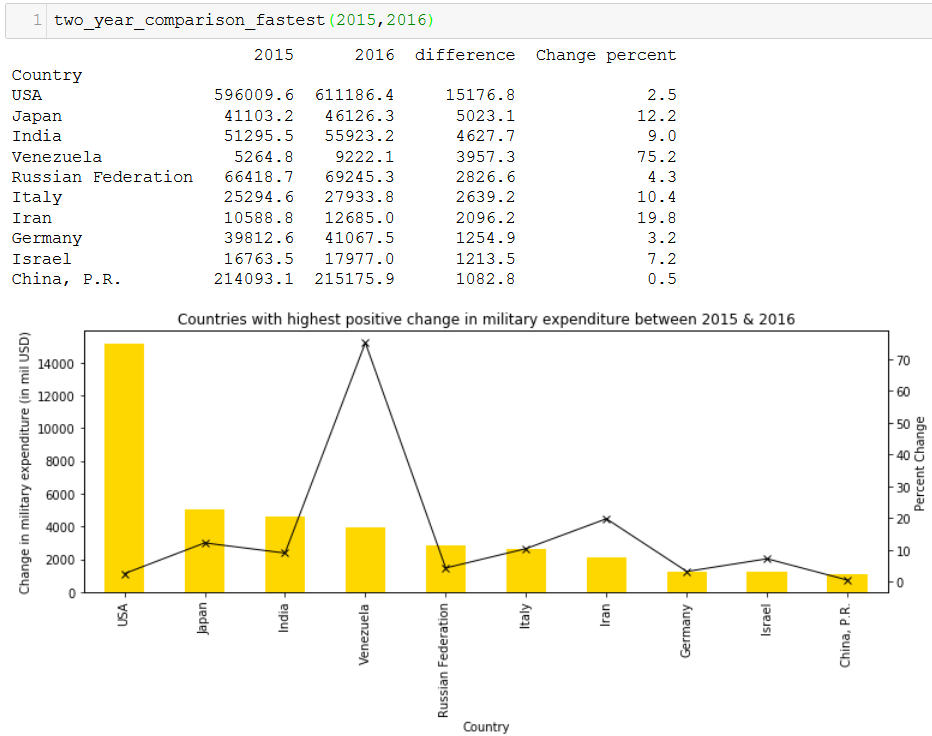 1 two_year_comparison_fastest(2015,2016)
2015 2016 difference Change percent
Country
USA 596009.6 611186.4 15176.8 2.5
Japan 41103.2 46126.3 5023.1 12.2
India 51295.5 55923.2 4627.7 9.0
Venezuela 5264.8 9222.1 3957.3 75.2
Russian Federation 66418.7 69245.3 2826.6 4.3
Italy 25294.6 27933.8 2639.2 10.4
Iran 10588.8 12685.0 2096.2 19.8
Germany 39812.6 41067.5 1254.9 3.2
Israel 16763.5 17977.0 1213.5 7.2
China, P.R. 214093.1 215175.9 1082.8 0.5
Countries with highest positive change in military expenditure between 2015 & 2016
Change in military expenditure (in mil USD)
14000
12000
10000
8000
6000
4000
2000
0
70
60
50
40
30
20
10
0
Percent Change
USA
Japan
India
Venezuela
Russian Federation
Italy
Iran
Germany
Israel
China, P.R.
Country